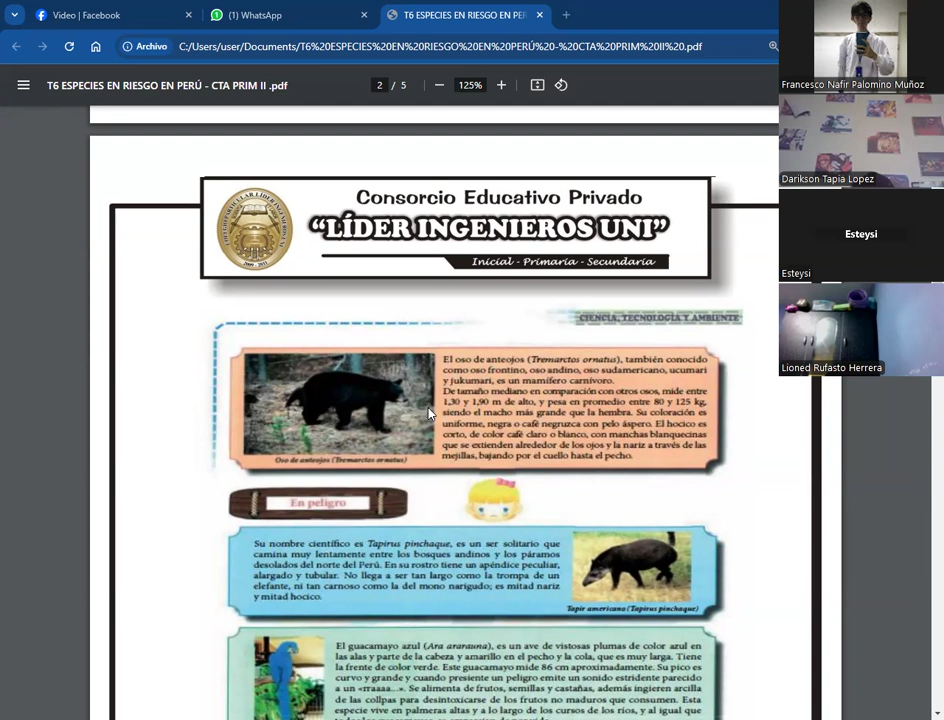 Video | Facebook
(1) WhatsApp
T6 ESPECIES EN RIESGO EN PER
Archivo
C:/Users/user/Documents/T6%20ESPECIES%20EN%20RIESGO%20EN%20PERÚ%20-%20CTA%20PRIM%20II%20.pdf
T6 ESPECIES EN RIESGO EN PERÚ - CTA PRIM II .pdf
2 / 5
125%
Francesco Nafir Palomino Muñoz
Darikson Tapia Lopez
Esteysi
Esteysi
Lioned Rufasto Herrera
Consorcio Educativo Privado
“LÍDER INGENIEROS UNI”
Inicial - Primaria - Secundaria
CIENCIA, TECNOLOGÍA Y AMBIENTE
El oso de anteojos (Tremarctos ornatus), también conocido
como oso frontino, oso andino, oso sudamericano, ucumari
y jukumari, es un mamífero carnívoro.
De tamaño mediano en comparación con otros osos, mide entre
1,30 y 1,90 m de alto, y pesa en promedio entre 80 y 125 kg,
siendo el macho más grande que la hembra. Su coloración es
uniforme, negra o café negruzca con pelo áspero. El hocico es
corto, de color café claro o blanco, con manchas blanquecinas
que se extienden alrededor de los ojos y la nariz a través de las
mejillas, bajando por el cuello hasta el pecho.
Oso de anteojos (Tremarctos ornatus)
En peligro
Su nombre científico es Tapirus pinchaque, es un ser solitario que
camina muy lentamente entre los bosques andinos y los páramos
desolados del norte del Perú. En su rostro tiene un apéndice peculiar,
alargado y tubular. No llega a ser tan largo como la trompa de un
elefante, ni tan carnoso como la del mono narigudo; es mitad nariz
y mitad hocico.
Tapir americano (Tapirus pinchaque)
El guacamayo azul (Ara ararauna), es un ave de vistosas plumas de color azul en
las alas y parte de la cabeza y amarillo en el pecho y la cola, que es muy larga. Tiene
la frente de color verde. Este guacamayo mide 86 cm aproximadamente. Su pico es
curvo y grande y cuando presiente un peligro emite un sonido estridente parecido
a un «rraaaa...». Se alimenta de frutos, semillas y castañas, además ingieren arcilla
de las collpas para desintoxicarse de los frutos no maduros que consumen. Esta
especie vive en palmeras altas y a lo largo de los cursos de los ríos, y al igual que